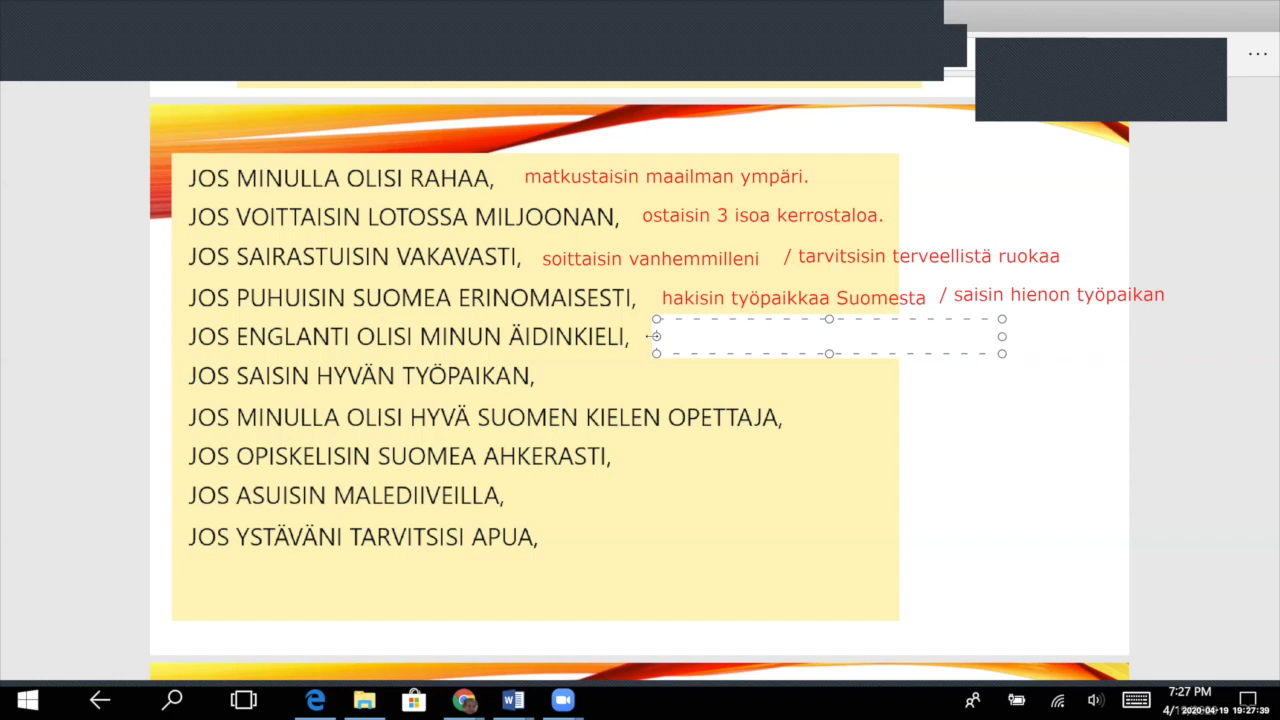 JOS MINULLA OLISI RAHAA, matkustaisin maailman ympäri.
JOS VOITTAISIN LOTOSSA MILJOONAN, ostaisin 3 isoa kerrostaloa.
JOS SAIRASTUISIN VAKAVASTI, soittaisin vanhemmilleni / tarvitsisin terveellistä ruokaa
JOS PUHUISIN SUOMEA ERINOMAISESTI, hakisin työpaikkaa Suomesta / saisin hienon työpaikan
JOS ENGLANTI OLISI MINUN ÄIDINKIELI,
JOS SAISIN HYVÄN TYÖPAIKAN,
JOS MINULLA OLISI HYVÄ SUOMEN KIELEN OPETTAJA,
JOS OPISKELISIN SUOMEA AHKERASTI,
JOS ASUISIN MALEDIIVEILLA,
JOS YSTÄVÄNI TARVITSISI APUA,
7:27 PM
2020-04-19 19:27:39